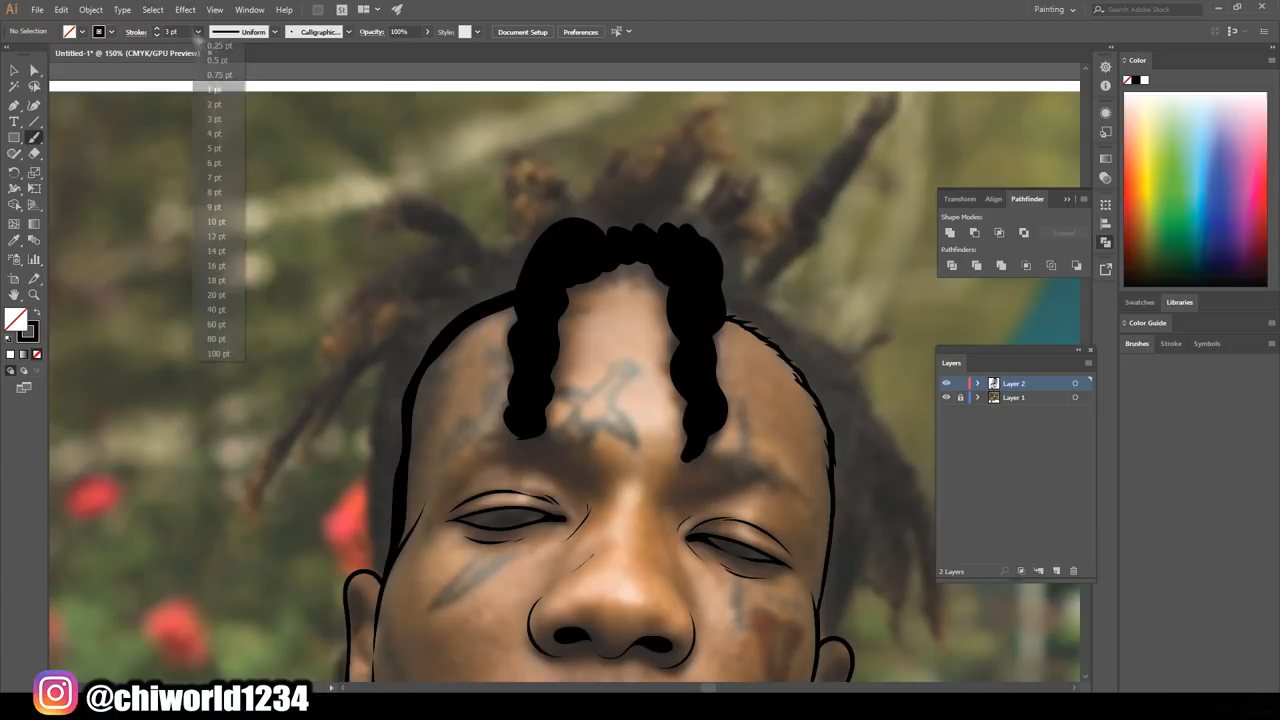 Ai File Edit Object Type Select Effect View Window Help Br St Painting Search Adobe Stock
No Selection Stroke: 3 pt Uniform Calligraphic... Opacity: 100% Style: Document Setup Preferences
Untitled-1* @ 150% (CMYK/GPU Preview)
0.25 pt
0.5 pt
0.75 pt
1 pt
2 pt
3 pt
4 pt
5 pt
6 pt
7 pt
8 pt
9 pt
10 pt
12 pt
14 pt
16 pt
18 pt
20 pt
40 pt
60 pt
80 pt
100 pt
Transform Align Pathfinder
Shape Modes:
Expand
Pathfinders:
Layers
Layer 2
Layer 1
2 Layers
Color
Swatches Libraries
Color Guide
Brushes Stroke Symbols
@chiworld1234